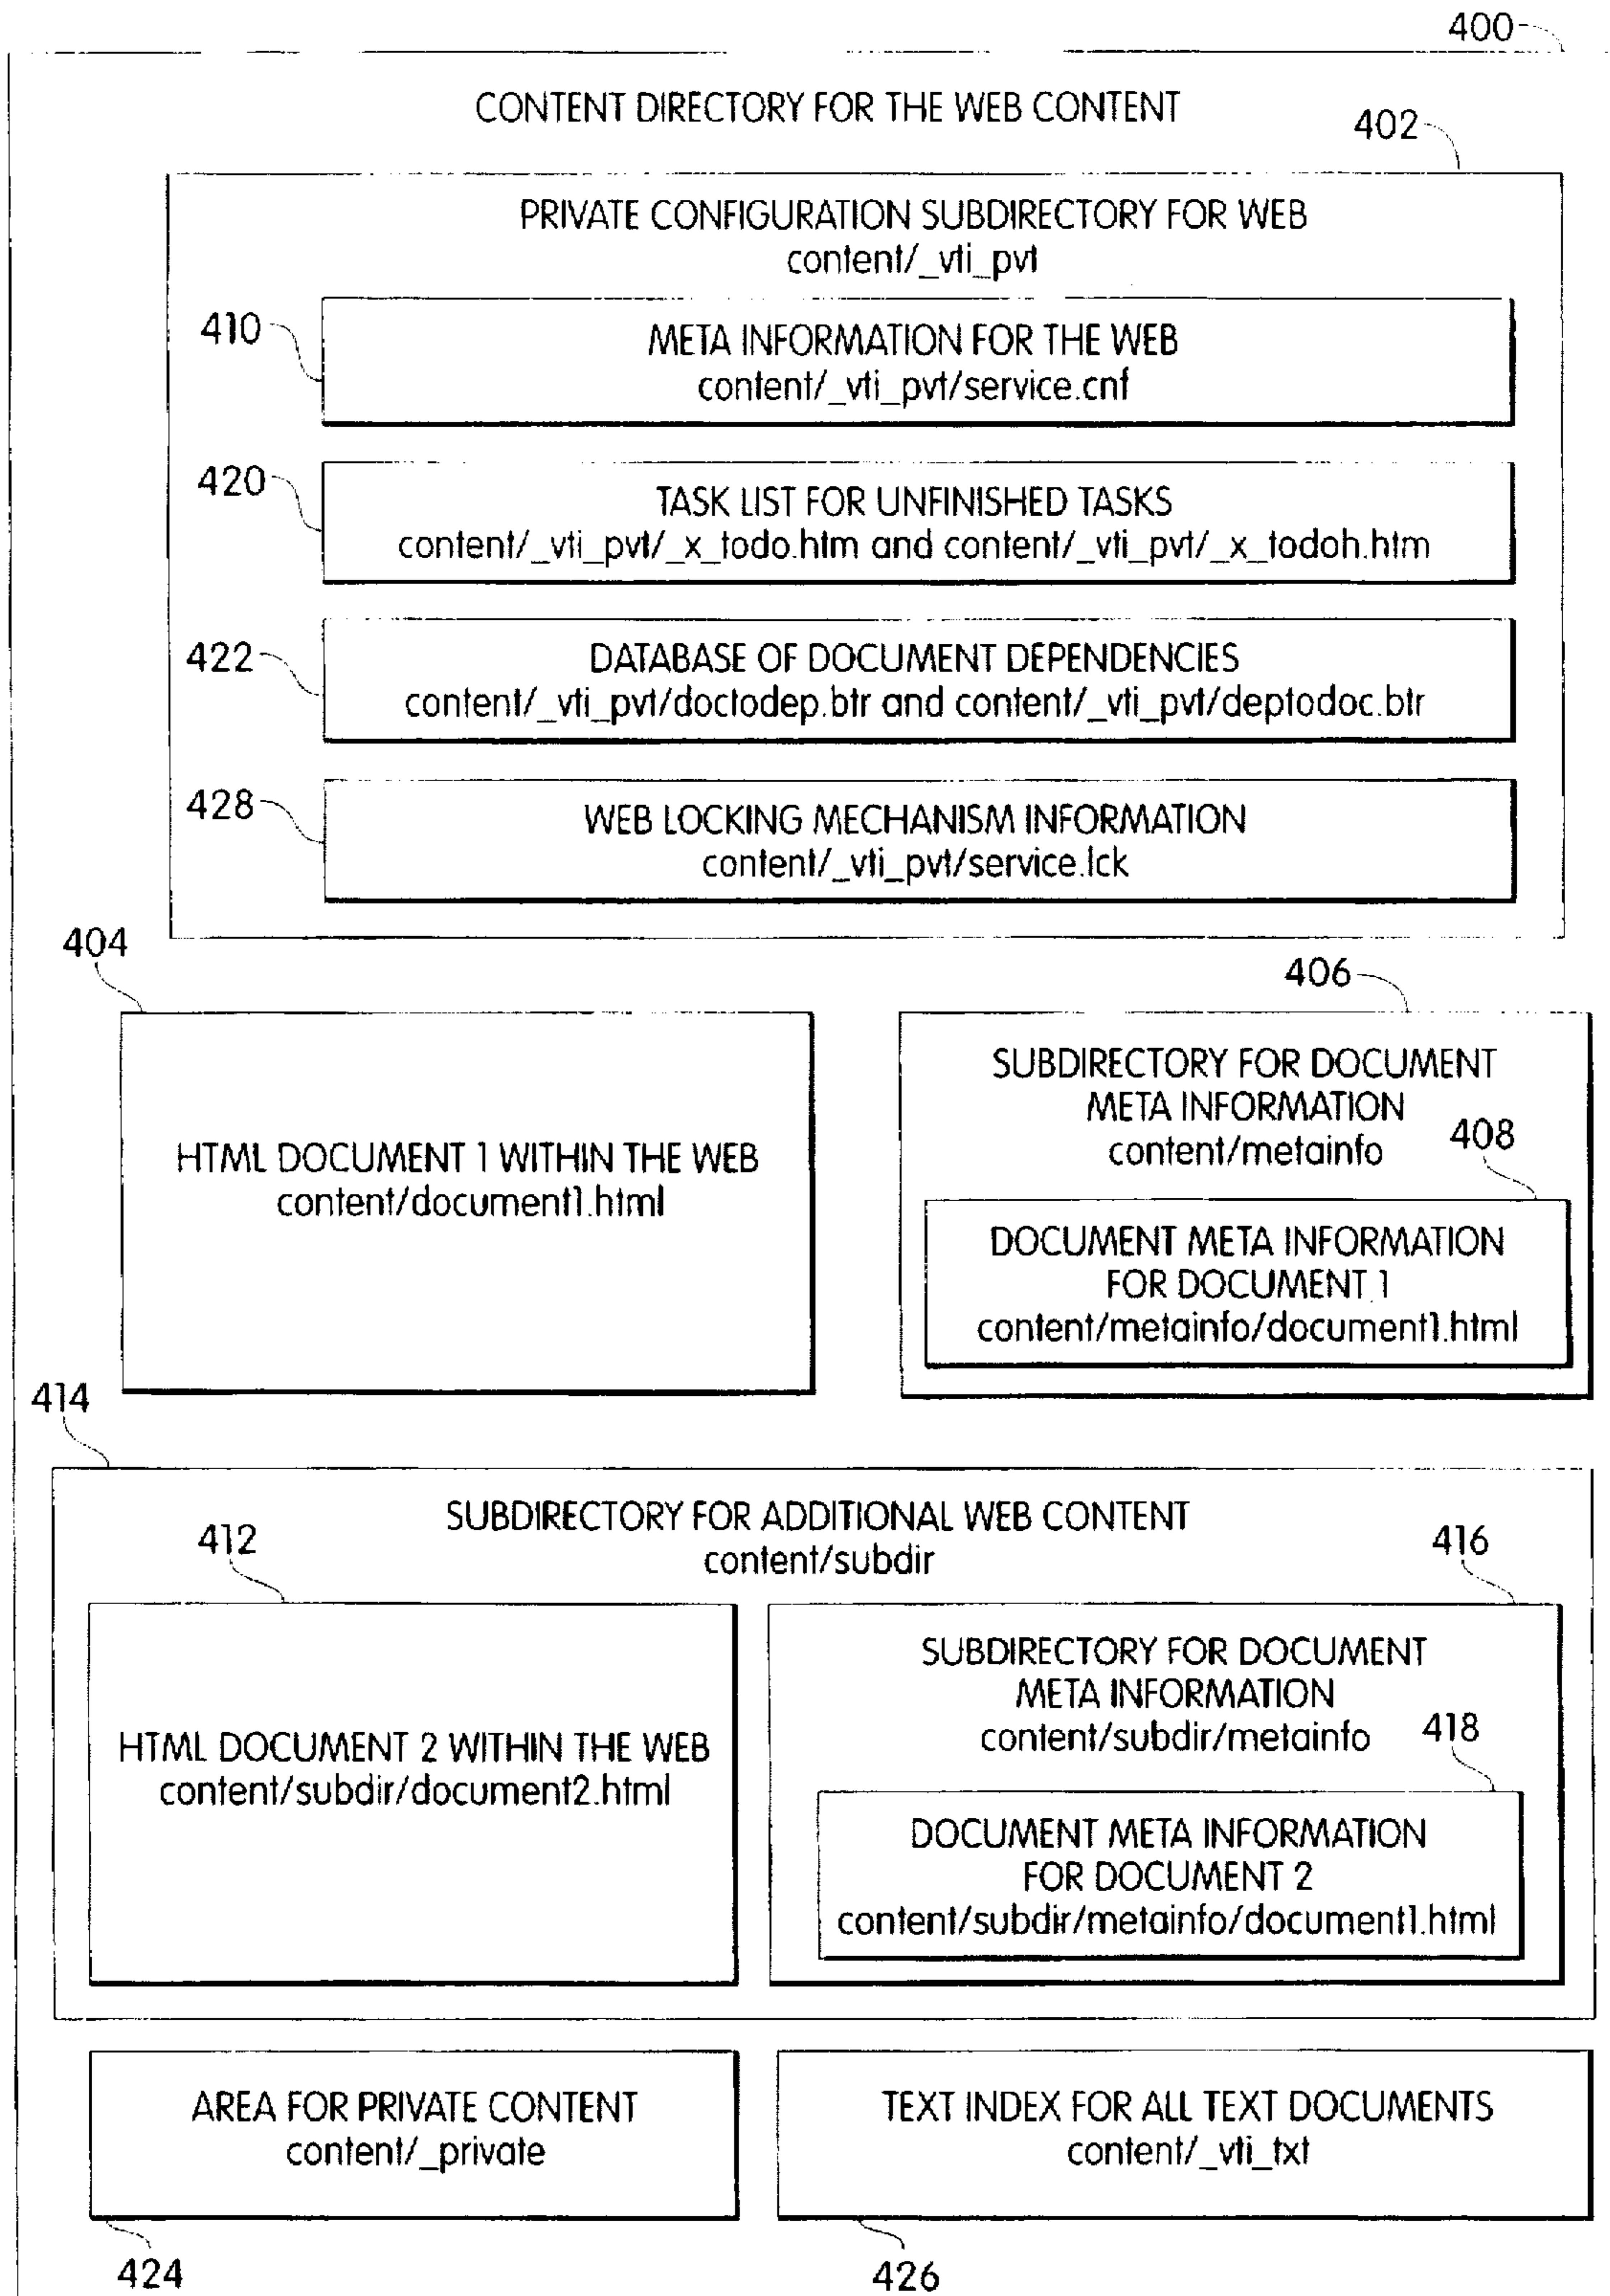 400
CONTENT DIRECTORY FOR THE WEB CONTENT
402
PRIVATE CONFIGURATION SUBDIRECTORY FOR WEB
content/_vti_pvt
410
META INFORMATION FOR THE WEB
content/_vti_pvt/service.cnf
420
TASK LIST FOR UNFINISHED TASKS
content/_vti_pvt/_x_todo.htm and content/_vti_pvt/_x_todoh.htm
422
DATABASE OF DOCUMENT DEPENDENCIES
content/_vti_pvt/doctodep.btr and content/_vti_pvt/deptodoc.btr
428
WEB LOCKING MECHANISM INFORMATION
content/_vti_pvt/service.lck
404
HTML DOCUMENT 1 WITHIN THE WEB
content/document1.html
406
SUBDIRECTORY FOR DOCUMENT
META INFORMATION
content/metainfo
408
DOCUMENT META INFORMATION
FOR DOCUMENT 1
content/metainfo/document1.html
414
SUBDIRECTORY FOR ADDITIONAL WEB CONTENT
content/subdir
412
HTML DOCUMENT 2 WITHIN THE WEB
content/subdir/document2.html
416
SUBDIRECTORY FOR DOCUMENT
META INFORMATION
content/subdir/metainfo
418
DOCUMENT META INFORMATION
FOR DOCUMENT 2
content/subdir/metainfo/document1.html
AREA FOR PRIVATE CONTENT
content/_private
424
TEXT INDEX FOR ALL TEXT DOCUMENTS
content/_vti_txt
426